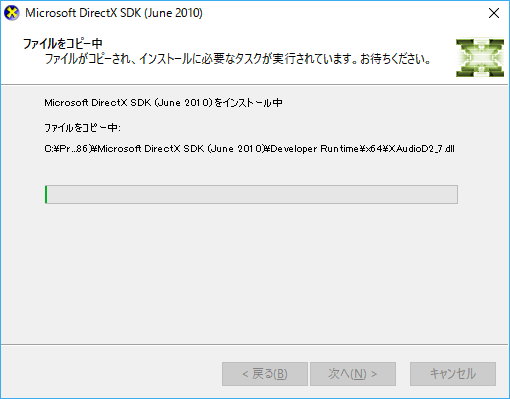 Microsoft DirectX SDK (June 2010)
ファイルをコピー中
ファイルがコピーされ、インストールに必要なタスクが実行されています。お待ちください。
Microsoft DirectX SDK (June 2010)をインストール中
ファイルをコピー中:
C:¥Pr...86)¥Microsoft DirectX SDK (June 2010)¥Developer Runtime¥x64¥XAudioD2_7.dll
< 戻る(B)
次へ(N) >
キャンセル